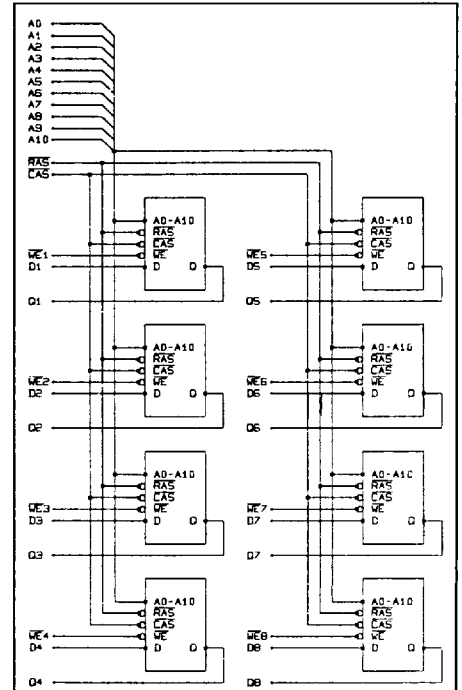 A0
A1
A2
A3
A4
A5
A6
A7
A8
A9
A10
RAS
CAS
A0-A10
RAS
CAS
WE
D Q
WE1
D1
Q1
A0-A10
RAS
CAS
WE
D Q
WE5
D5
Q5
A0-A10
RAS
CAS
WE
D Q
WE2
D2
Q2
A0-A10
RAS
CAS
WE
D Q
WE6
D6
Q6
A0-A10
RAS
CAS
WE
D Q
WE3
D3
Q3
A0-A10
RAS
CAS
WE
D Q
WE7
D7
Q7
A0-A10
RAS
CAS
WE
D Q
WE4
D4
Q4
A0-A10
RAS
CAS
WE
D Q
WE8
D8
Q8